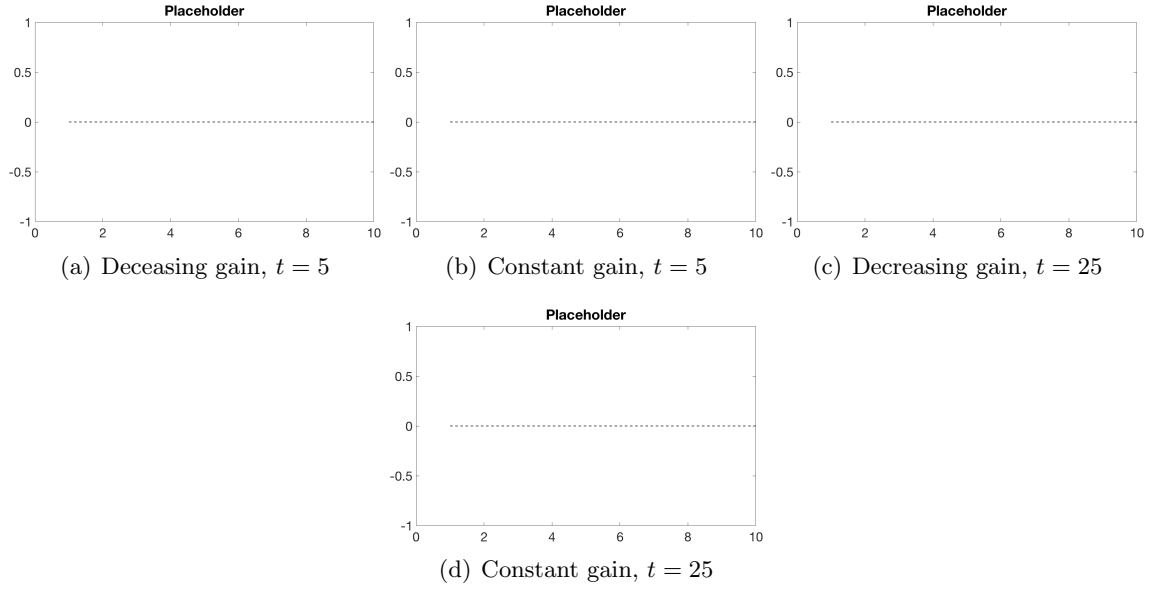 Placeholder Placeholder Placeholder
1 1 1
0.5 0.5 0.5
0 0 0
-0.5 -0.5 -0.5
-1 -1 -1
0 2 4 6 8 10 0 2 4 6 8 10 0 2 4 6 8 10
(a) Deceasing gain, t = 5 (b) Constant gain, t = 5 (c) Decreasing gain, t = 25
Placeholder
1
0.5
0
-0.5
-1
0 2 4 6 8 10
(d) Constant gain, t = 25